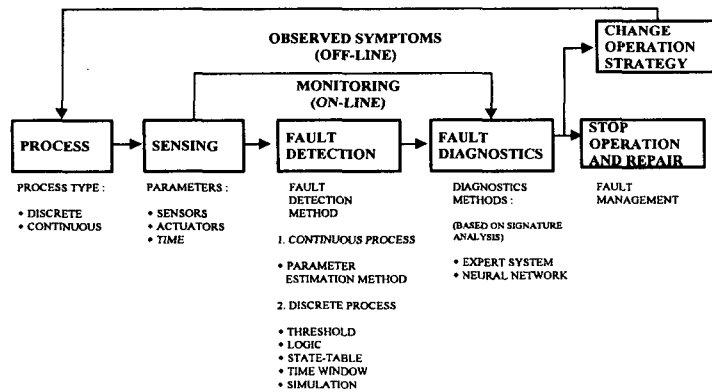 OBSERVED SYMPTOMS
(OFF-LINE)
CHANGE
OPERATION
STRATEGY
MONITORING
(ON-LINE)
PROCESS
SENSING
FAULT
DETECTION
FAULT
DIAGNOSTICS
STOP
OPERATION
AND REPAIR
PROCESS TYPE :
• DISCRETE
• CONTINUOUS
PARAMETERS :
• SENSORS
• ACTUATORS
• TIME
FAULT
DETECTION
METHOD
1. CONTINUOUS PROCESS
• PARAMETER
ESTIMATION METHOD
2. DISCRETE PROCESS
• THRESHOLD
• LOGIC
• STATE-TABLE
• TIME WINDOW
• SIMULATION
DIAGNOSTICS
METHODS :
(BASED ON SIGNATURE
ANALYSIS)
• EXPERT SYSTEM
• NEURAL NETWORK
FAULT
MANAGEMENT